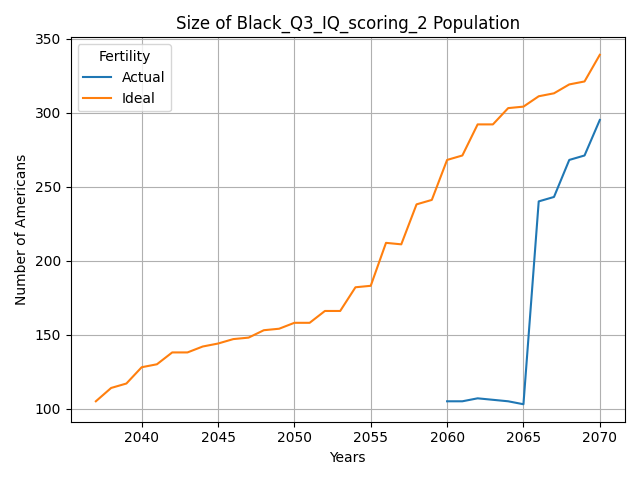 Size of Black_Q3_IQ_scoring_2 Population
Fertility
Actual
Ideal
Number of Americans
350
300
250
200
150
100
2040
2045
2050
2055
2060
2065
2070
Years